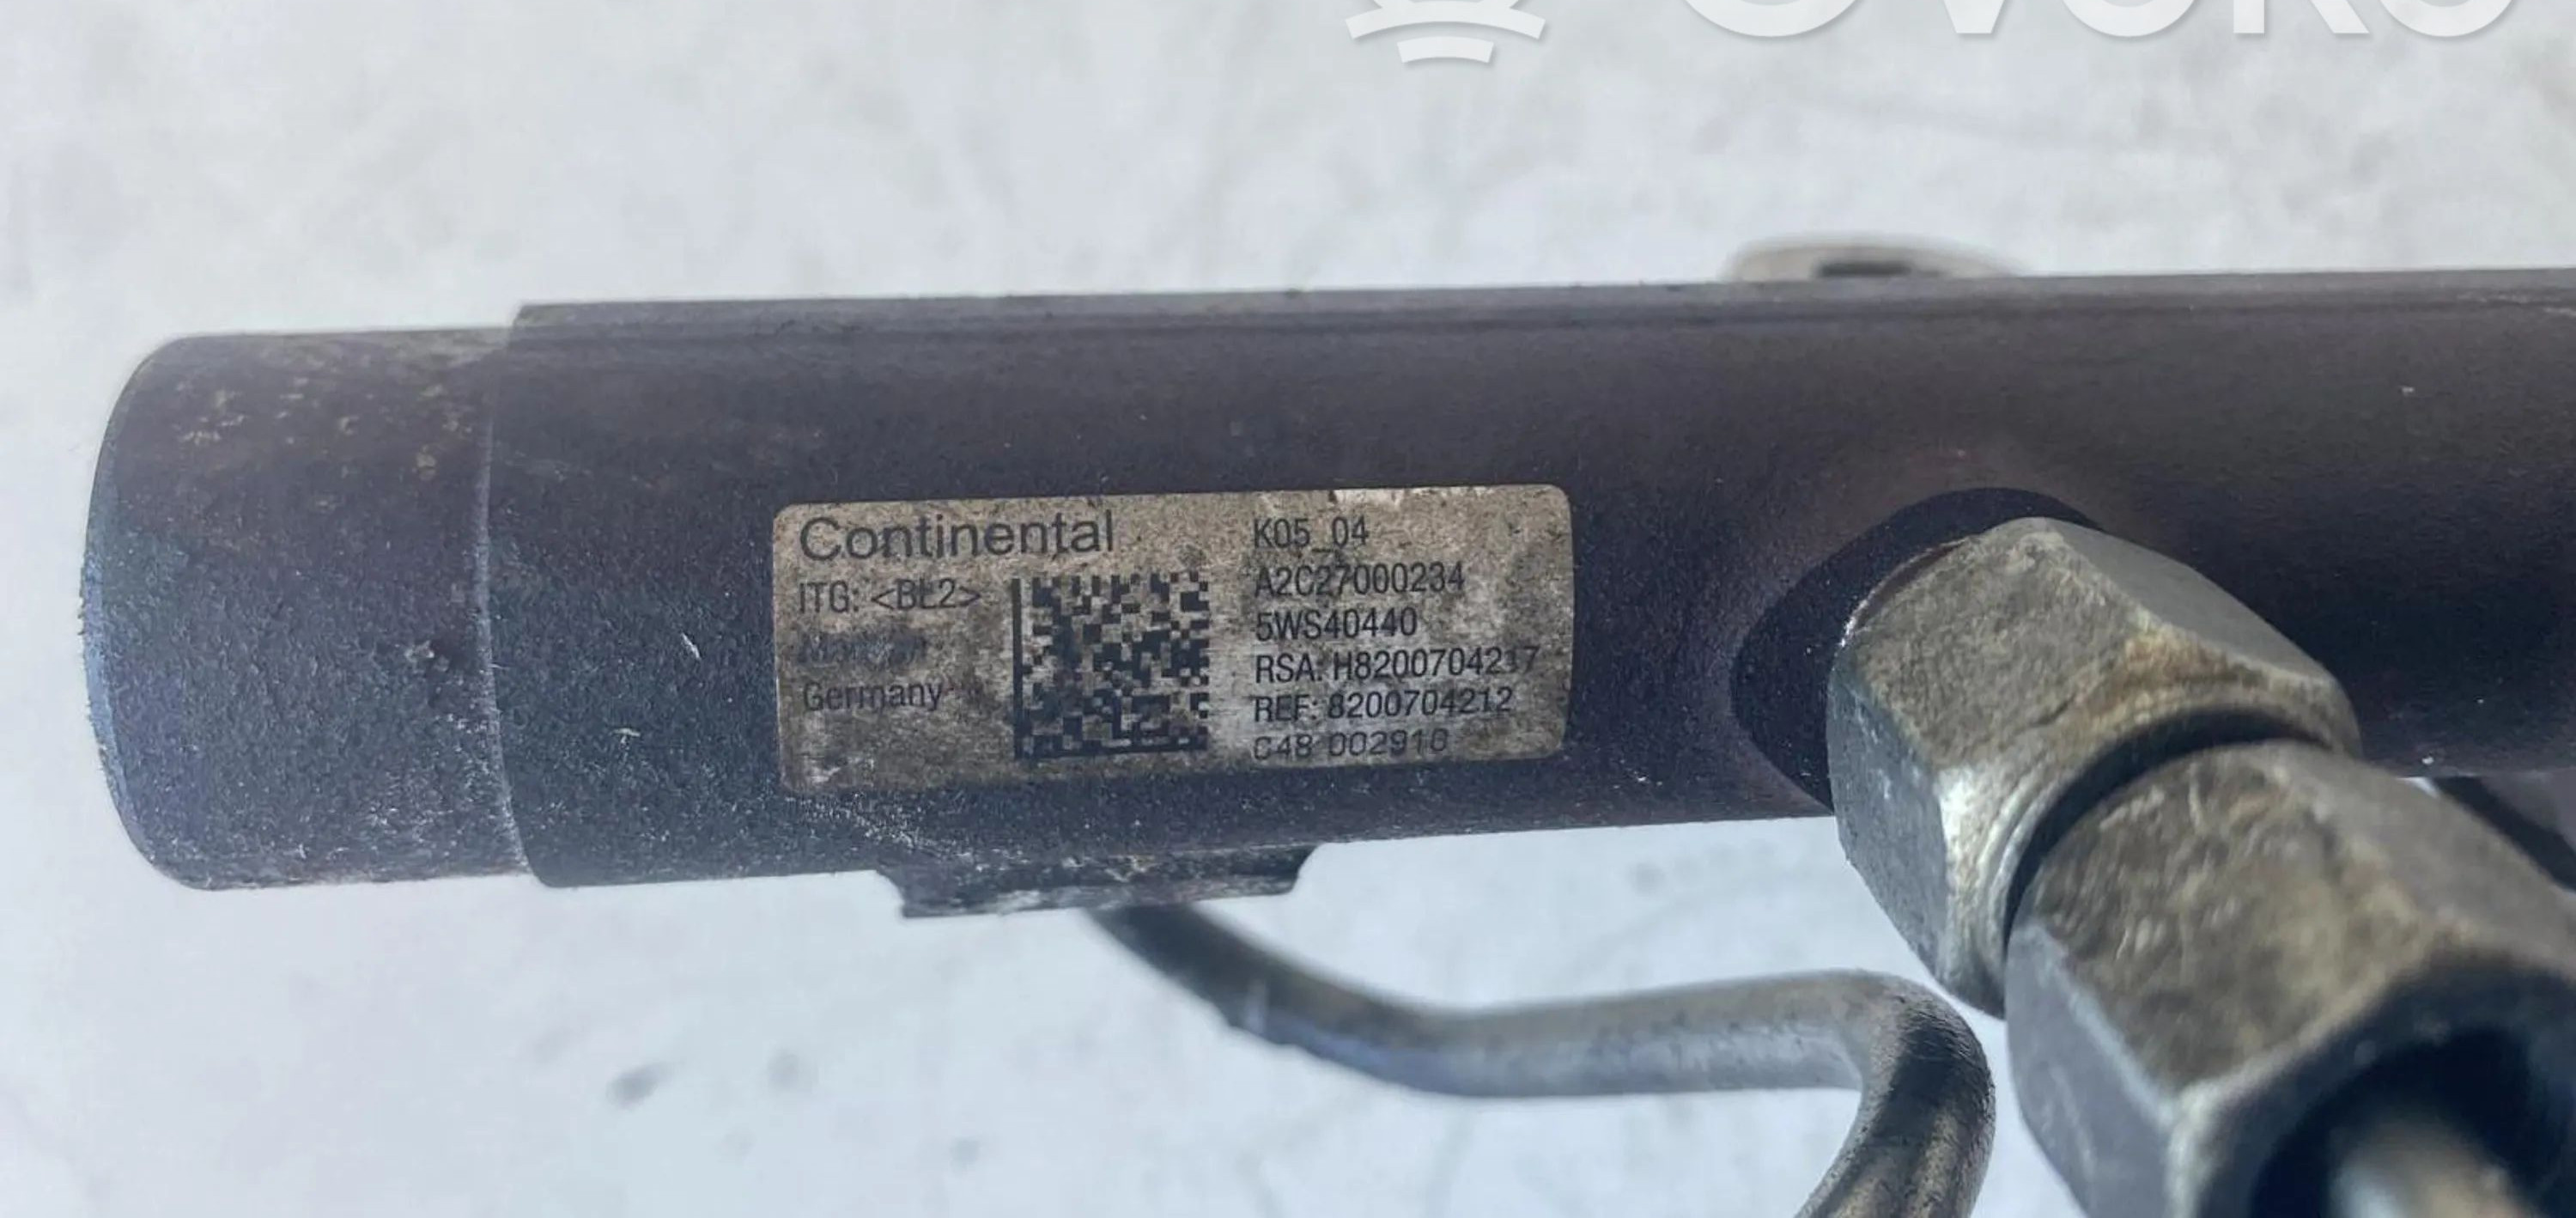 Continental
ITG: <BL2>
Germany
K05_04
A2C27000234
5WS40440
RSA: H8200704217
REF: 8200704212
C48 002910